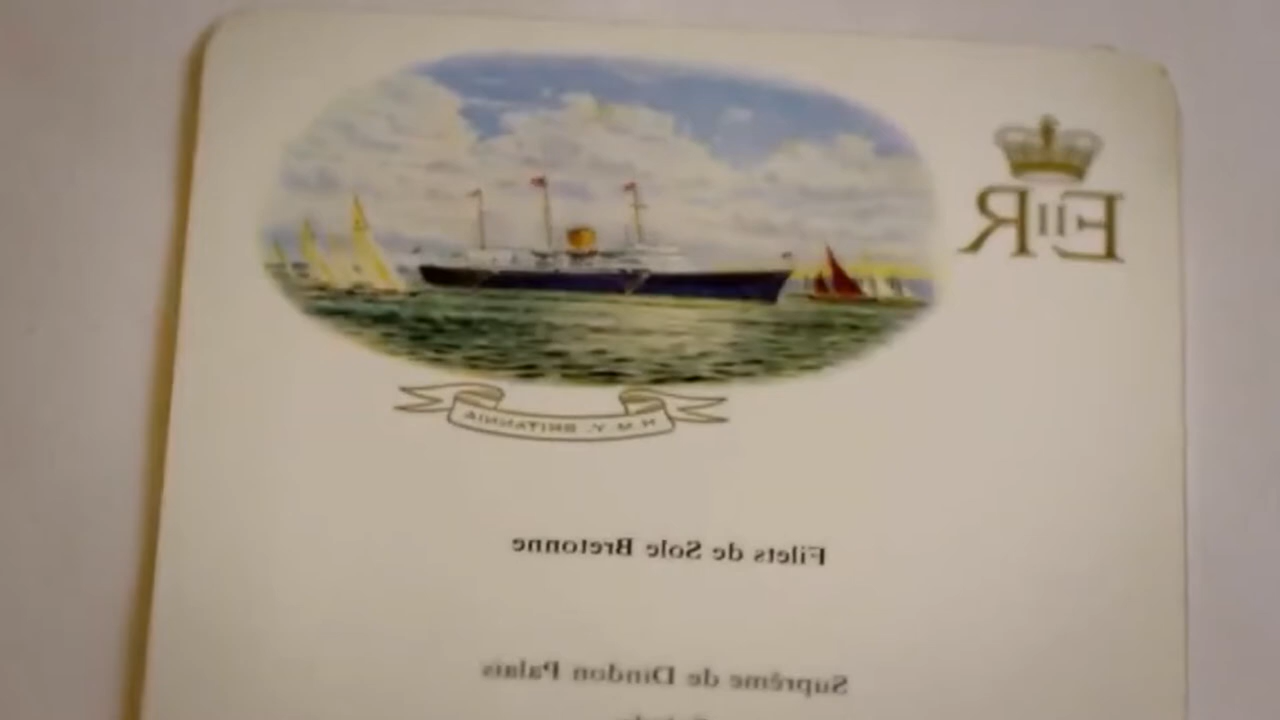 EIIR
H.M.Y. BRITANNIA
Filets de Sole Bretonne
Suprême de Dindon Palais